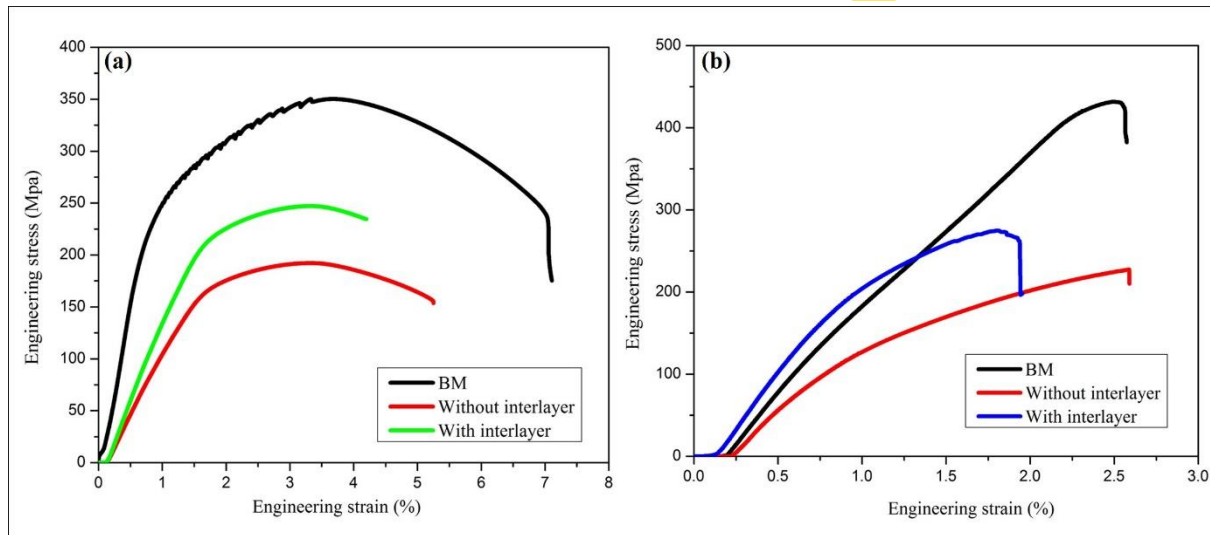 (a)
400
350
300
250
200
150
100
50
0
Engineering stress (Mpa)
BM
Without interlayer
With interlayer
0 1 2 3 4 5 6 7 8
Engineering strain (%)
(b)
500
400
300
200
100
0
Engineering stress (Mpa)
BM
Without interlayer
With interlayer
0.0 0.5 1.0 1.5 2.0 2.5 3.0
Engineering strain (%)